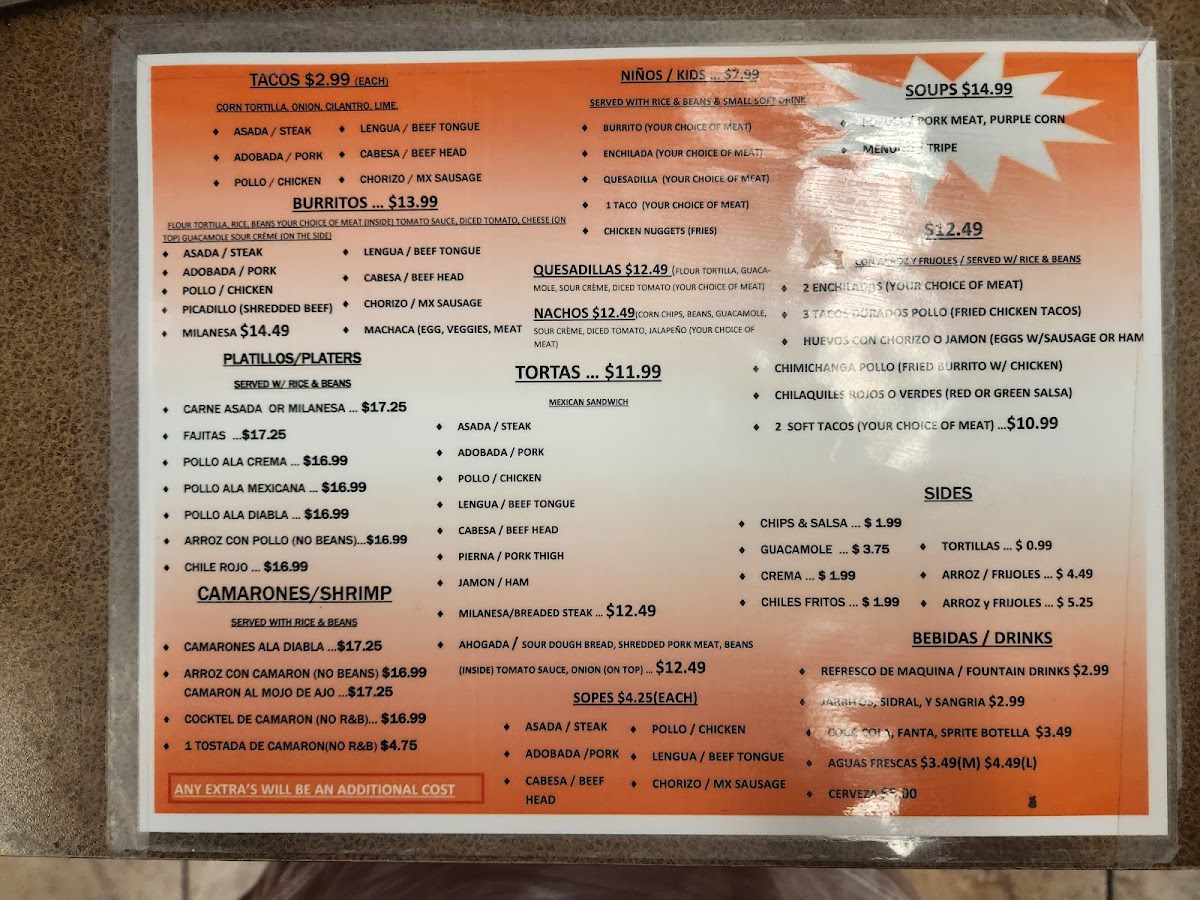 TACOS $2.99 (EACH)
CORN TORTILLA, ONION, CILANTRO, LIME,
ASADA / STEAK
ADOBADA / PORK
POLLO / CHICKEN
LENGUA / BEEF TONGUE
CABESA / BEEF HEAD
CHORIZO / MX SAUSAGE
BURRITOS ... $13.99
FLOUR TORTILLA, RICE, BEANS YOUR CHOICE OF MEAT (INSIDE) TOMATO SAUCE, DICED TOMATO, CHEESE (ON
TOP) GUACAMOLE SOUR CRÈME (ON THE SIDE)
ASADA / STEAK
ADOBADA / PORK
POLLO / CHICKEN
PICADILLO (SHREDDED BEEF)
MILANESA $14.49
LENGUA / BEEF TONGUE
CABESA / BEEF HEAD
CHORIZO / MX SAUSAGE
MACHACA (EGG, VEGGIES, MEAT
PLATILLOS/PLATERS
SERVED W/ RICE & BEANS
CARNE ASADA OR MILANESA ... $17.25
FAJITAS ...$17.25
POLLO ALA CREMA ... $16.99
POLLO ALA MEXICANA ... $16.99
POLLO ALA DIABLA ... $16.99
ARROZ CON POLLO (NO BEANS)...$16.99
CHILE ROJO ... $16.99
CAMARONES/SHRIMP
SERVED WITH RICE & BEANS
CAMARONES ALA DIABLA ...$17.25
ARROZ CON CAMARON (NO BEANS) $16.99
CAMARON AL MOJO DE AJO ...$17.25
COCKTEL DE CAMARON (NO R&B)... $16.99
1 TOSTADA DE CAMARON(NO R&B) $4.75
ANY EXTRA'S WILL BE AN ADDITIONAL COST
NIÑOS / KIDS ... $7.99
SERVED WITH RICE & BEANS & SMALL SOFT DRINK
BURRITO (YOUR CHOICE OF MEAT)
ENCHILADA (YOUR CHOICE OF MEAT)
QUESADILLA (YOUR CHOICE OF MEAT)
1 TACO (YOUR CHOICE OF MEAT)
CHICKEN NUGGETS (FRIES)
QUESADILLAS $12.49 (FLOUR TORTILLA, GUACA-
MOLE, SOUR CRÈME, DICED TOMATO (YOUR CHOICE OF MEAT)
NACHOS $12.49(CORN CHIPS, BEANS, GUACAMOLE,
SOUR CRÈME, DICED TOMATO, JALAPEÑO (YOUR CHOICE OF
MEAT)
TORTAS ... $11.99
MEXICAN SANDWICH
ASADA / STEAK
ADOBADA / PORK
POLLO / CHICKEN
LENGUA / BEEF TONGUE
CABESA / BEEF HEAD
PIERNA / PORK THIGH
JAMON / HAM
MILANESA/BREADED STEAK ... $12.49
AHOGADA / SOUR DOUGH BREAD, SHREDDED PORK MEAT, BEANS
(INSIDE) TOMATO SAUCE, ONION (ON TOP) ... $12.49
SOPES $4.25(EACH)
ASADA / STEAK
ADOBADA /PORK
CABESA / BEEF
HEAD
POLLO / CHICKEN
LENGUA / BEEF TONGUE
CHORIZO / MX SAUSAGE
SOUPS $14.99
/ PORK MEAT, PURPLE CORN
TRIPE
$12.49
CON ARROZ Y FRIJOLES / SERVED W/ RICE & BEANS
2 ENCHILADAS (YOUR CHOICE OF MEAT)
3 TACOS DORADOS POLLO (FRIED CHICKEN TACOS)
HUEVOS CON CHORIZO O JAMON (EGGS W/SAUSAGE OR HAM
CHIMICHANGA POLLO (FRIED BURRITO W/ CHICKEN)
CHILAQUILES ROJOS O VERDES (RED OR GREEN SALSA)
2 SOFT TACOS (YOUR CHOICE OF MEAT) ...$10.99
SIDES
CHIPS & SALSA ... $ 1.99
GUACAMOLE ... $ 3.75
CREMA ... $ 1.99
CHILES FRITOS ... $ 1.99
TORTILLAS ... $ 0.99
ARROZ / FRIJOLES ... $ 4.49
ARROZ y FRIJOLES ... $ 5.25
BEBIDAS / DRINKS
REFRESCO DE MAQUINA / FOUNTAIN DRINKS $2.99
JARRITOS, SIDRAL, Y SANGRIA $2.99
COCA COLA, FANTA, SPRITE BOTELLA $3.49
AGUAS FRESCAS $3.49(M) $4.49(L)
CERVEZA